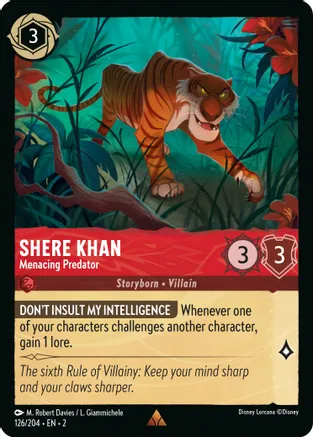 3
SHERE KHAN
Menacing Predator
3
3
Storyborn • Villain
DON'T INSULT MY INTELLIGENCE Whenever one
of your characters challenges another character,
gain 1 lore.
The sixth Rule of Villainy: Keep your mind sharp
and your claws sharper.
M. Robert Davies / L. Giammichele
126/204 • EN • 2
Disney Lorcana ©Disney